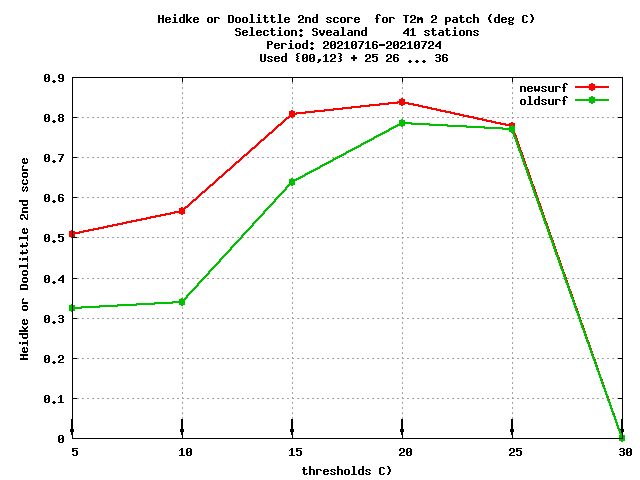 Heidke or Doolittle 2nd score  for T2m 2 patch (deg C)
Selection: Svealand     41 stations
Period: 20210716-20210724
Used {00,12} + 25 26 ... 36
newsurf
oldsurf
Heidke or Doolittle 2nd score
0.9
0.8
0.7
0.6
0.5
0.4
0.3
0.2
0.1
0
5 10 15 20 25 30
thresholds C)